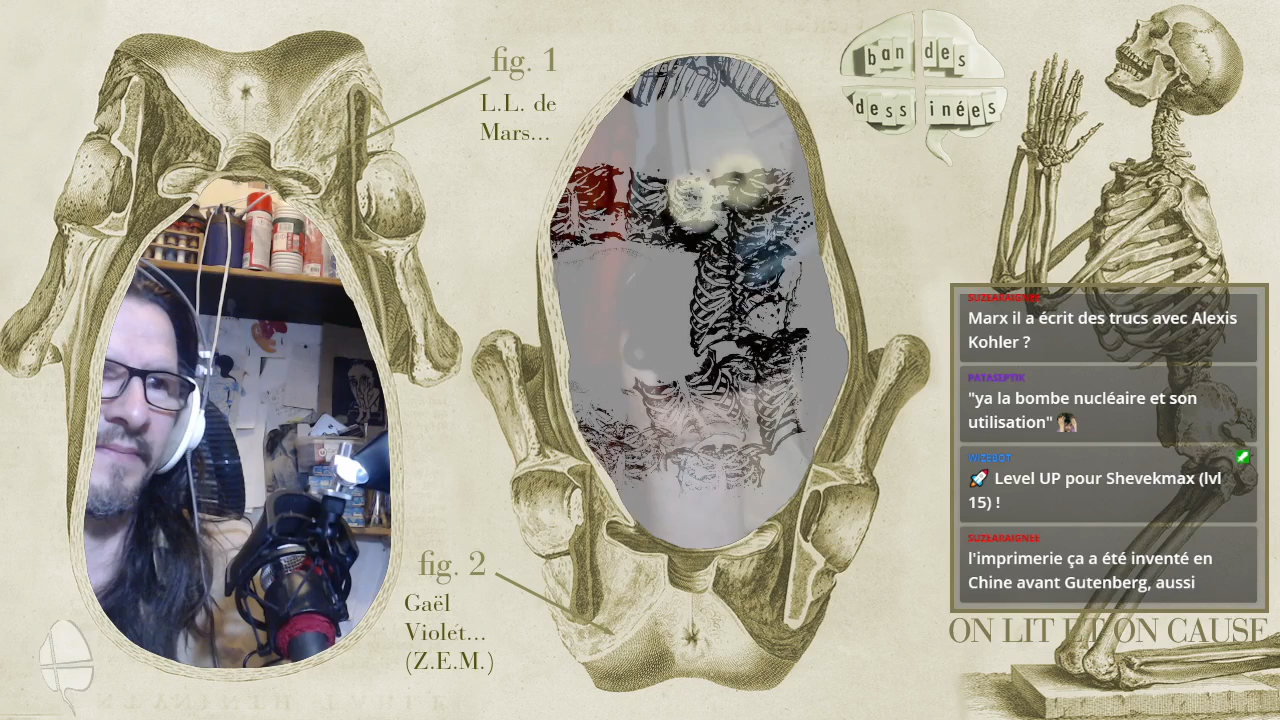 fig. 1
L.L. de
Mars...
ban des
dess inées
SUZEARAIGNEE
Marx il a écrit des trucs avec Alexis
Kohler ?
PATASEPTIK
"ya la bombe nucléaire et son
utilisation"
WIZEBOT
Level UP pour Shevekmax (lvl
15) !
SUZEARAIGNEE
l'imprimerie ça a été inventé en
Chine avant Gutenberg, aussi
fig. 2
Gaël
Violet...
(Z.E.M.)
ON LIT ET ON CAUSE